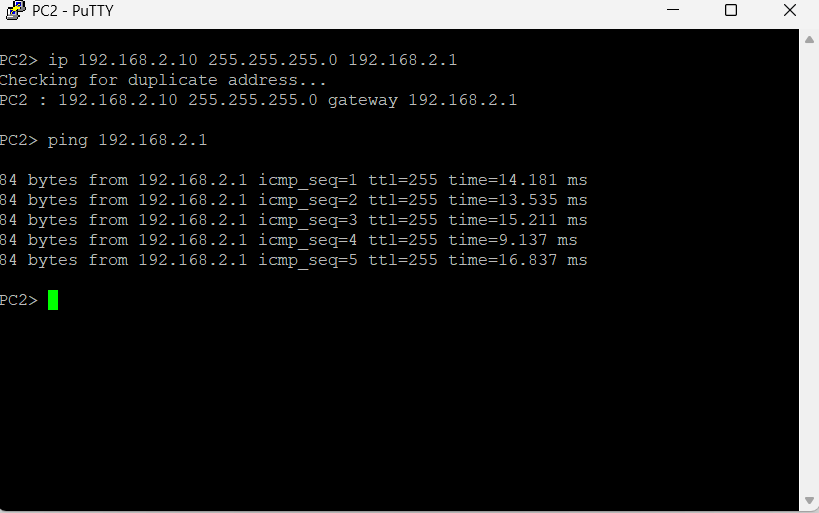 PC2 - PuTTY
PC2> ip 192.168.2.10 255.255.255.0 192.168.2.1
Checking for duplicate address...
PC2 : 192.168.2.10 255.255.255.0 gateway 192.168.2.1
PC2> ping 192.168.2.1
84 bytes from 192.168.2.1 icmp_seq=1 ttl=255 time=14.181 ms
84 bytes from 192.168.2.1 icmp_seq=2 ttl=255 time=13.535 ms
84 bytes from 192.168.2.1 icmp_seq=3 ttl=255 time=15.211 ms
84 bytes from 192.168.2.1 icmp_seq=4 ttl=255 time=9.137 ms
84 bytes from 192.168.2.1 icmp_seq=5 ttl=255 time=16.837 ms
PC2>